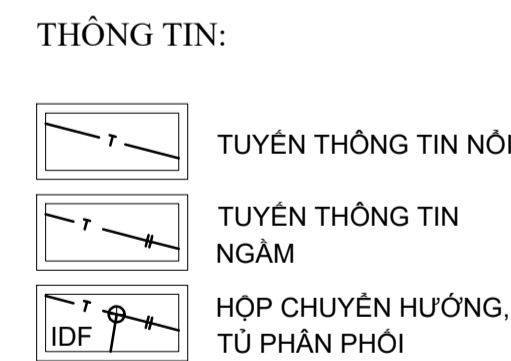 THÔNG TIN:
T
TUYẾN THÔNG TIN NỔI
T
TUYẾN THÔNG TIN
NGẦM
T
IDF
HỘP CHUYỂN HƯỚNG,
TỦ PHÂN PHỐI